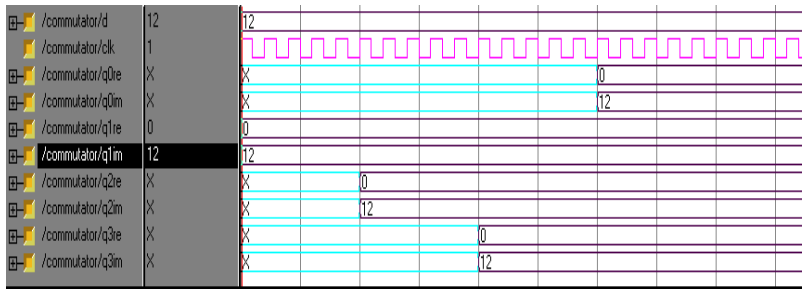 /commutator/d 12 12
/commutator/clk 1
/commutator/q0re X X 0
/commutator/q0im X X 12
/commutator/q1re 0 0
/commutator/q1im 12 12
/commutator/q2re X X 0
/commutator/q2im X X 12
/commutator/q3re X X 0
/commutator/q3im X X 12